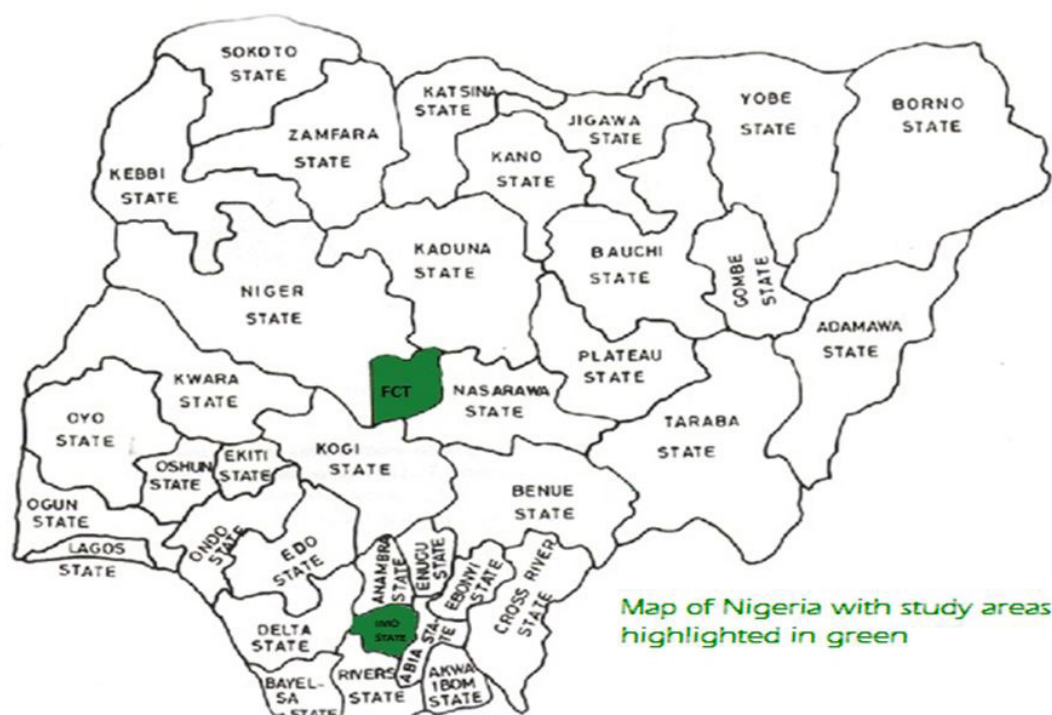 SOKOTO
STATE
KATSINA
STATE
YOBE
STATE
BORNO
STATE
JIGAWA
STATE
ZAMFARA
STATE
KANO
STATE
KEBBI
STATE
KADUNA
STATE
BAUCHI
STATE
GOMBE
STATE
NIGER
STATE
ADAMAWA
STATE
PLATEAU
STATE
FCT
NASARAWA
STATE
KWARA
STATE
OYO
STATE
TARABA
STATE
KOGI
STATE
EKITI
STATE
OSHUN
STATE
BENUE
STATE
OGUN
STATE
LAGOS
STATE
ONDO
STATE
EDO
STATE
ANAMBRA
STATE
ENUGU
STATE
EBONYI
STATE
CROSS RIVER
STATE
IMO
STATE
ABIA STA-
TE
DELTA
STATE
RIVERS
STATE
AKWA
IBOM
STATE
BAYEL-
SA
STATE
Map of Nigeria with study areas
highlighted in green